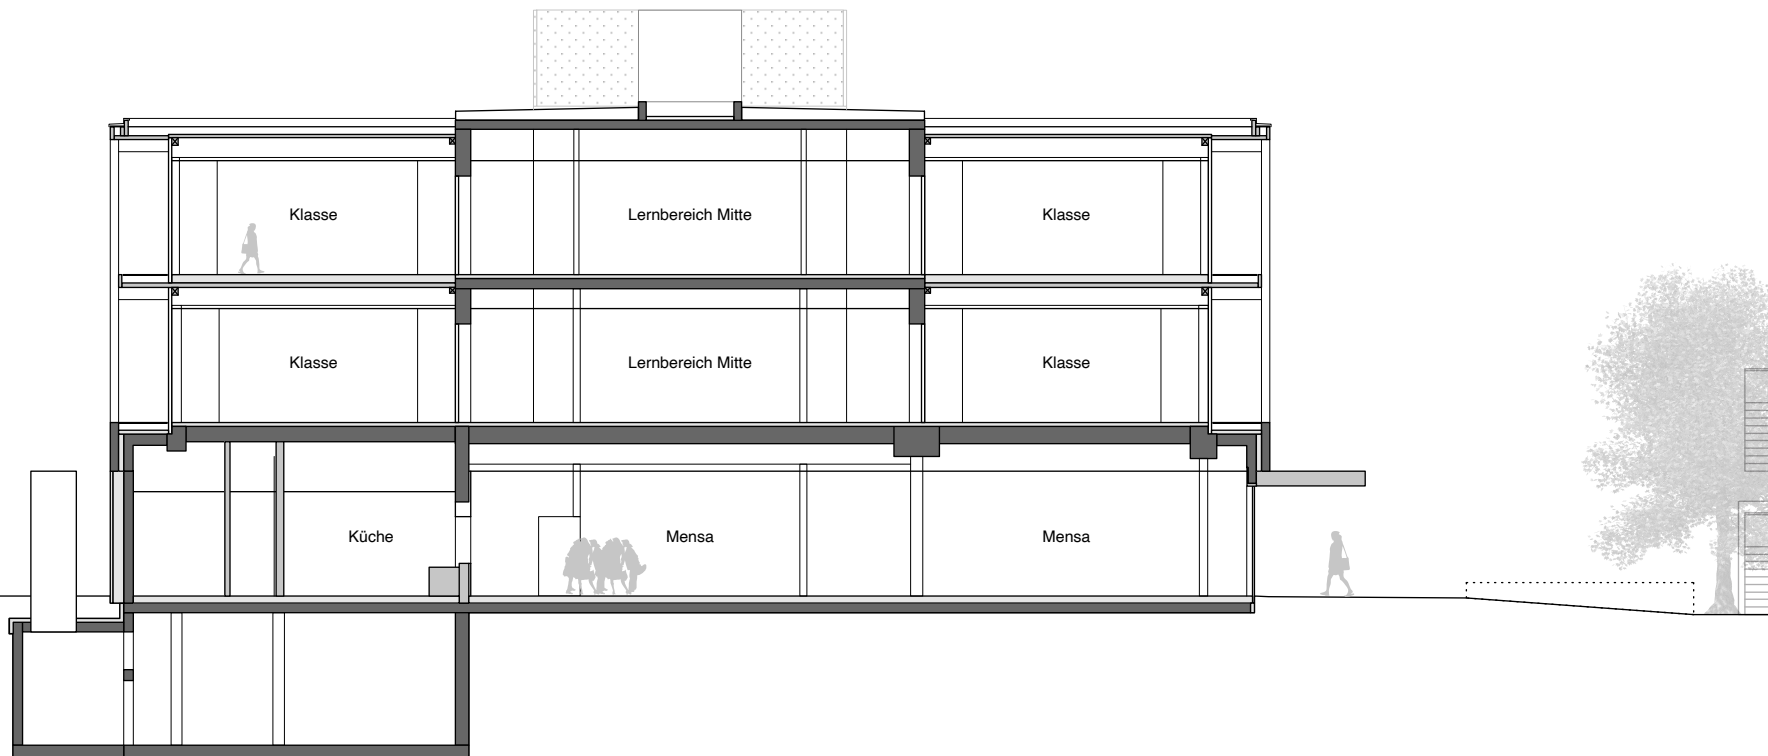 Klasse
Lernbereich Mitte
Klasse
Klasse
Lernbereich Mitte
Klasse
Küche
Mensa
Mensa